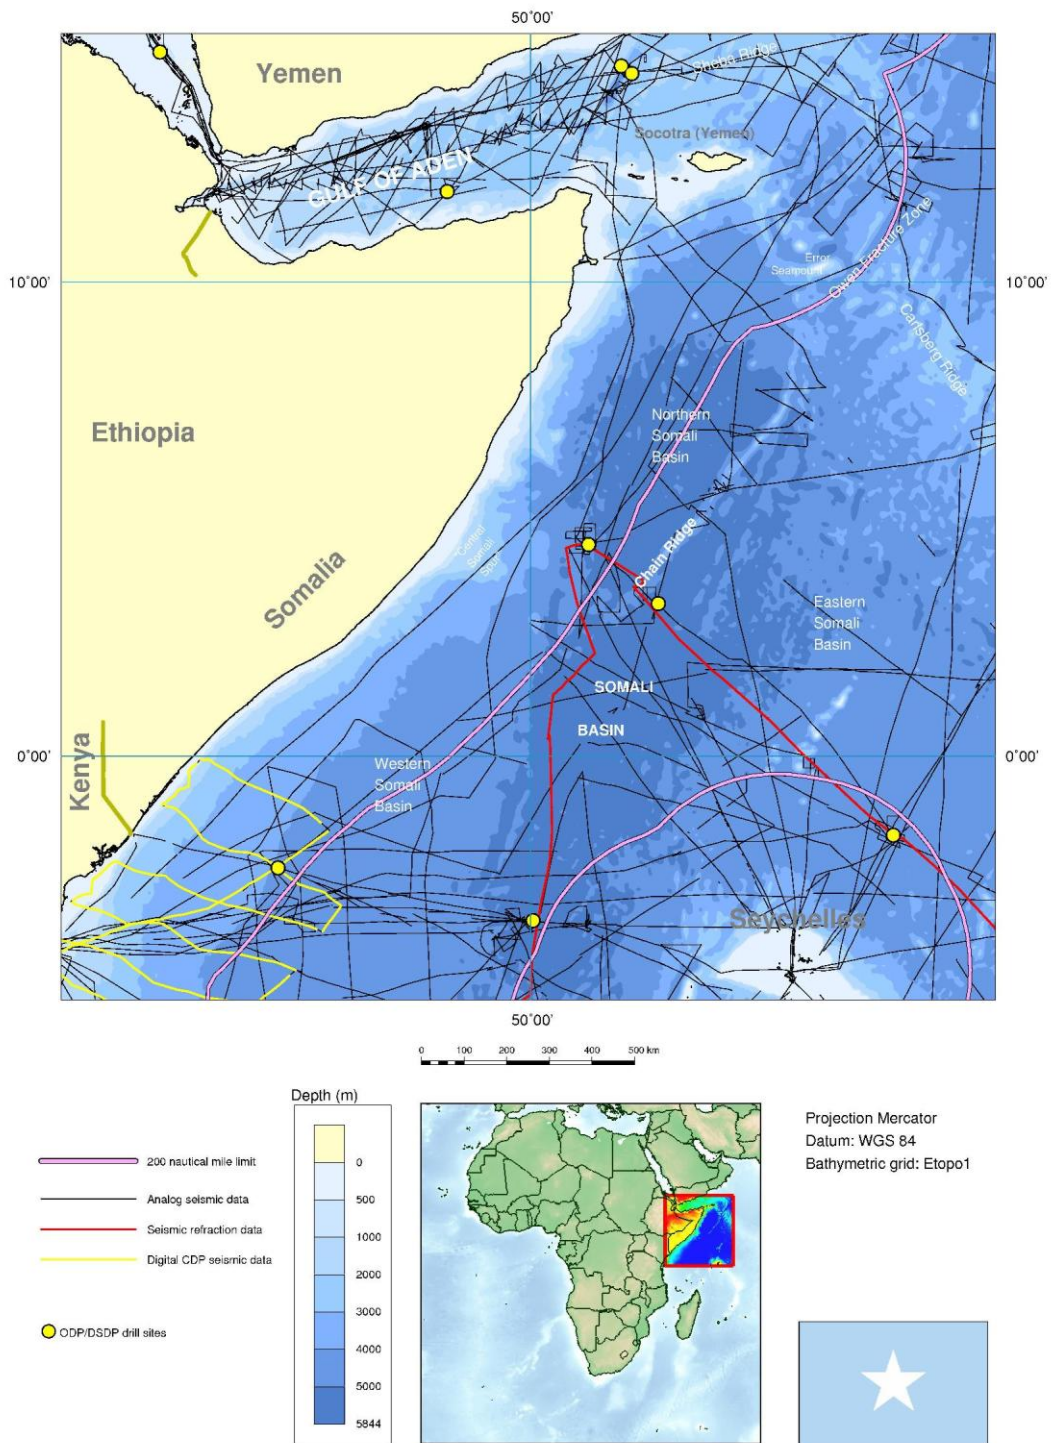 50°00'
Yemen
Sheba Ridge
Socotra (Yemen)
GULF OF ADEN
Error
Seamount
Owen Fracture Zone
10°00'
10°00'
Carlsberg Ridge
Ethiopia
Northern
Somali
Basin
Central
Somali
Spur
Chain Ridge
Somalia
Eastern
Somali
Basin
SOMALI
BASIN
0°00'
0°00'
Kenya
Western
Somali
Basin
Seychelles
50°00'
0 100 200 300 400 500 km
Depth (m)
0
500
1000
2000
3000
4000
5000
5844
200 nautical mile limit
Analog seismic data
Seismic refraction data
Digital CDP seismic data
ODP/DSDP drill sites
Projection Mercator
Datum: WGS 84
Bathymetric grid: Etopo1